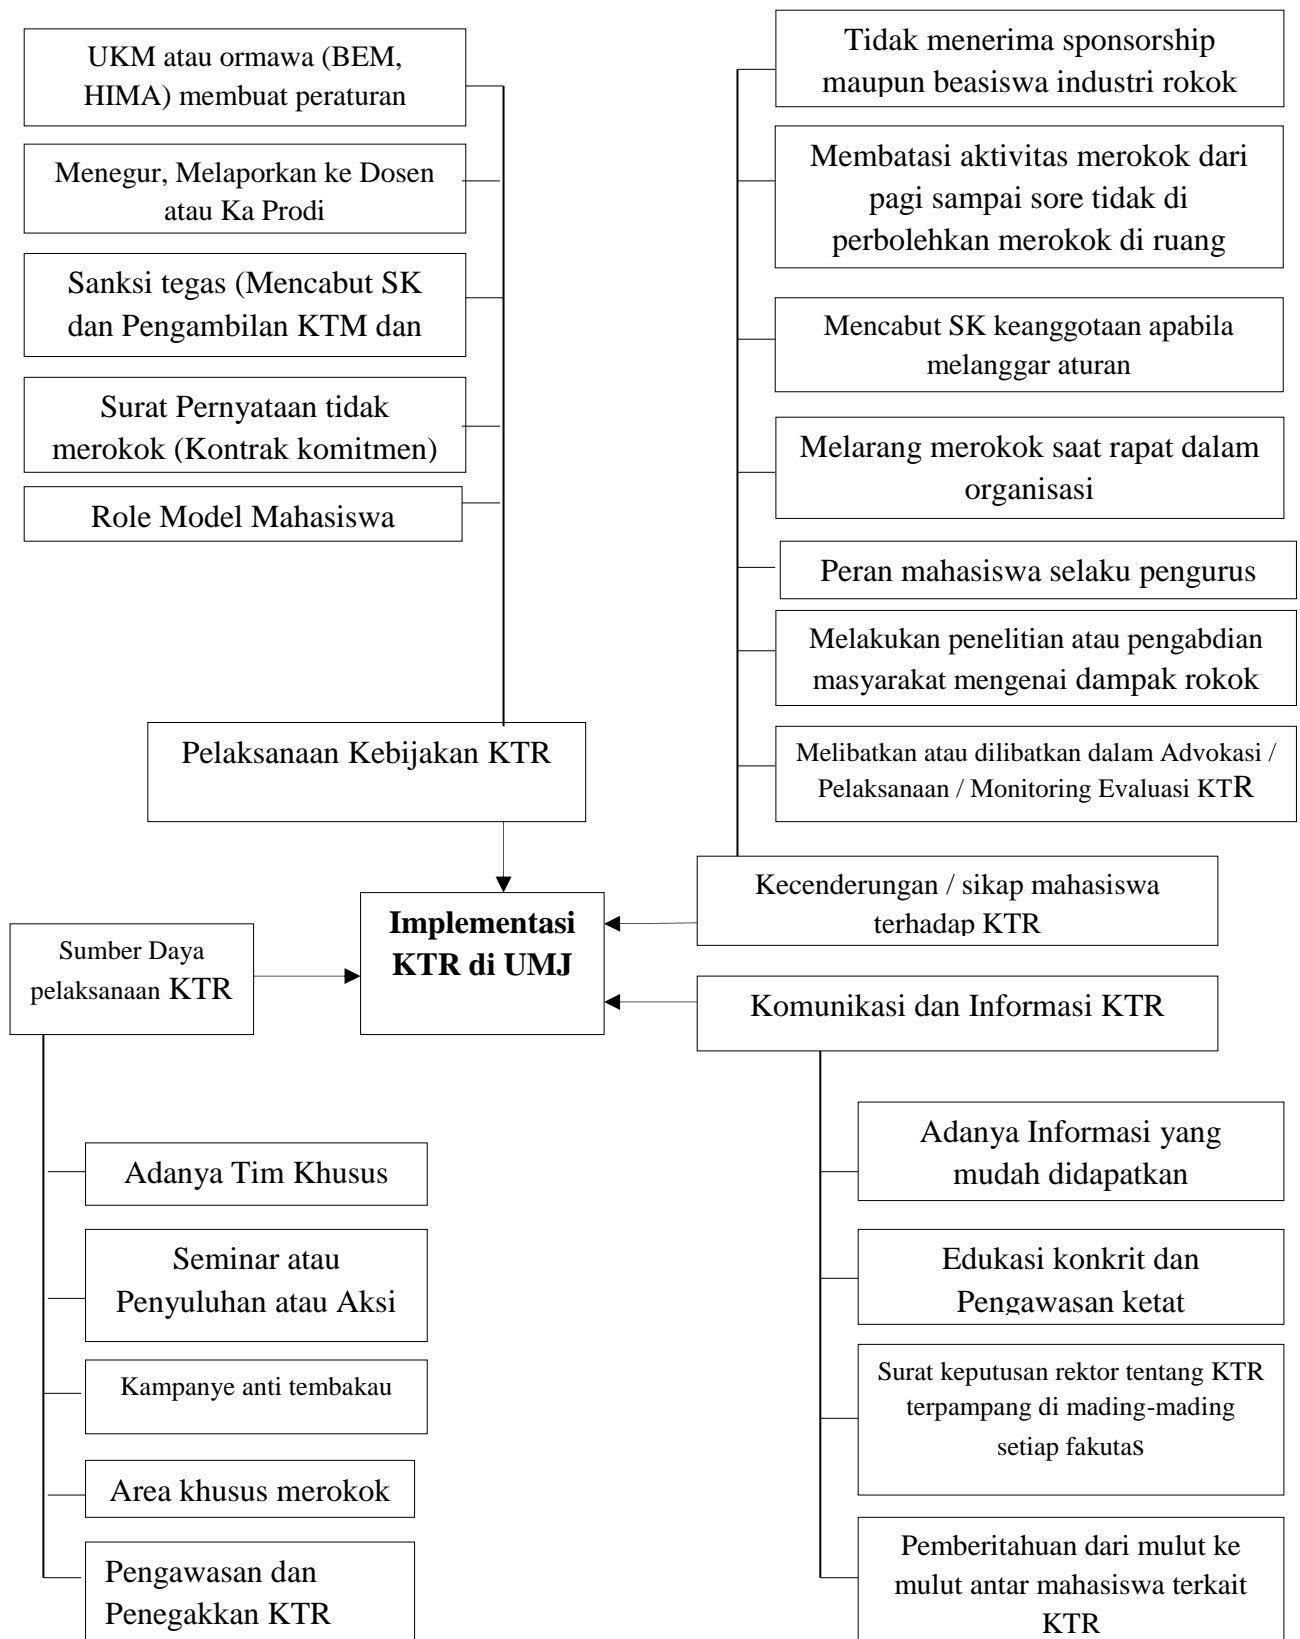 UKM atau ormawa (BEM,
HIMA) membuat peraturan
Menegur, Melaporkan ke Dosen
atau Ka Prodi
Sanksi tegas (Mencabut SK
dan Pengambilan KTM dan
Surat Pernyataan tidak
merokok (Kontrak komitmen)
Role Model Mahasiswa
Pelaksanaan Kebijakan KTR
Tidak menerima sponsorship
maupun beasiswa industri rokok
Membatasi aktivitas merokok dari
pagi sampai sore tidak di
perbolehkan merokok di ruang
Mencabut SK keanggotaan apabila
melanggar aturan
Melarang merokok saat rapat dalam
organisasi
Peran mahasiswa selaku pengurus
Melakukan penelitian atau pengabdian
masyarakat mengenai dampak rokok
Melibatkan atau dilibatkan dalam Advokasi /
Pelaksanaan / Monitoring Evaluasi KTR
Kecenderungan / sikap mahasiswa
terhadap KTR
Implementasi
KTR di UMJ
Sumber Daya
pelaksanaan KTR
Komunikasi dan Informasi KTR
Adanya Tim Khusus
Seminar atau
Penyuluhan atau Aksi
Kampanye anti tembakau
Area khusus merokok
Pengawasan dan
Penegakkan KTR
Adanya Informasi yang
mudah didapatkan
Edukasi konkrit dan
Pengawasan ketat
Surat keputusan rektor tentang KTR
terpampang di mading-mading
setiap fakutas
Pemberitahuan dari mulut ke
mulut antar mahasiswa terkait
KTR